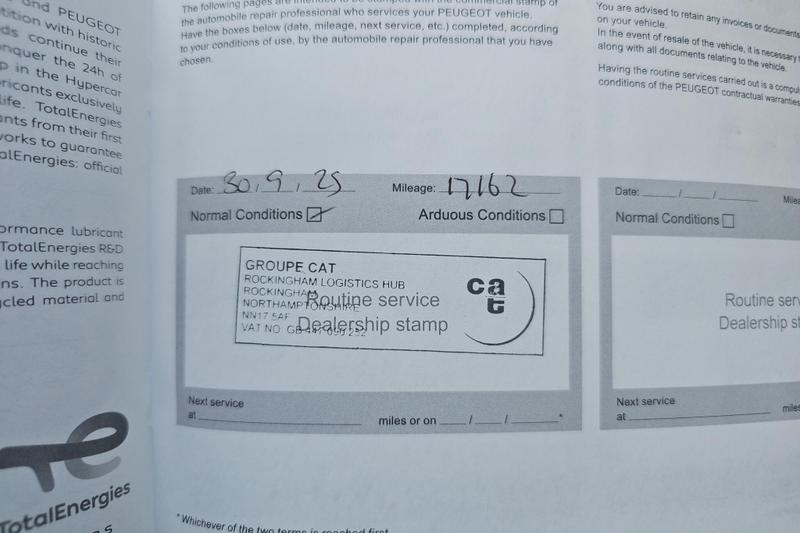 and PEUGEOT
tition with historic
ds continue their
nquer the 24h of
p in the Hypercar
ricants exclusively
life. TotalEnergies
ants from their first
works to guarantee
alEnergies: official
ormance lubricant
TotalEnergies R&D
life while reaching
ns. The product is
cled material and
TotalEnergies
The following pages are intended to be stamped with the commercial stamp of
the automobile repair professional who services your PEUGEOT vehicle.
Have the boxes below (date, mileage, next service, etc.) completed, according
to your conditions of use, by the automobile repair professional that you have
chosen.
Date: 30, 9, 25 Mileage: 17162
Normal Conditions Arduous Conditions
GROUPE CAT
ROCKINGHAM LOGISTICS HUB
ROCKINGHAM
NORTHAMPTONSHIRE
NN17 5AF
VAT NO: GB
cat
Routine service
Dealership stamp
Next service
at miles or on / / *
* Whichever of the two terms is reached first
You are advised to retain any invoices or documents
on your vehicle.
In the event of resale of the vehicle, it is necessary
along with all documents relating to the vehicle.
Having the routine services carried out is a compul
conditions of the PEUGEOT contractual warranties
Date: / / Milea
Normal Conditions
Routine serv
Dealership st
Next service
at miles